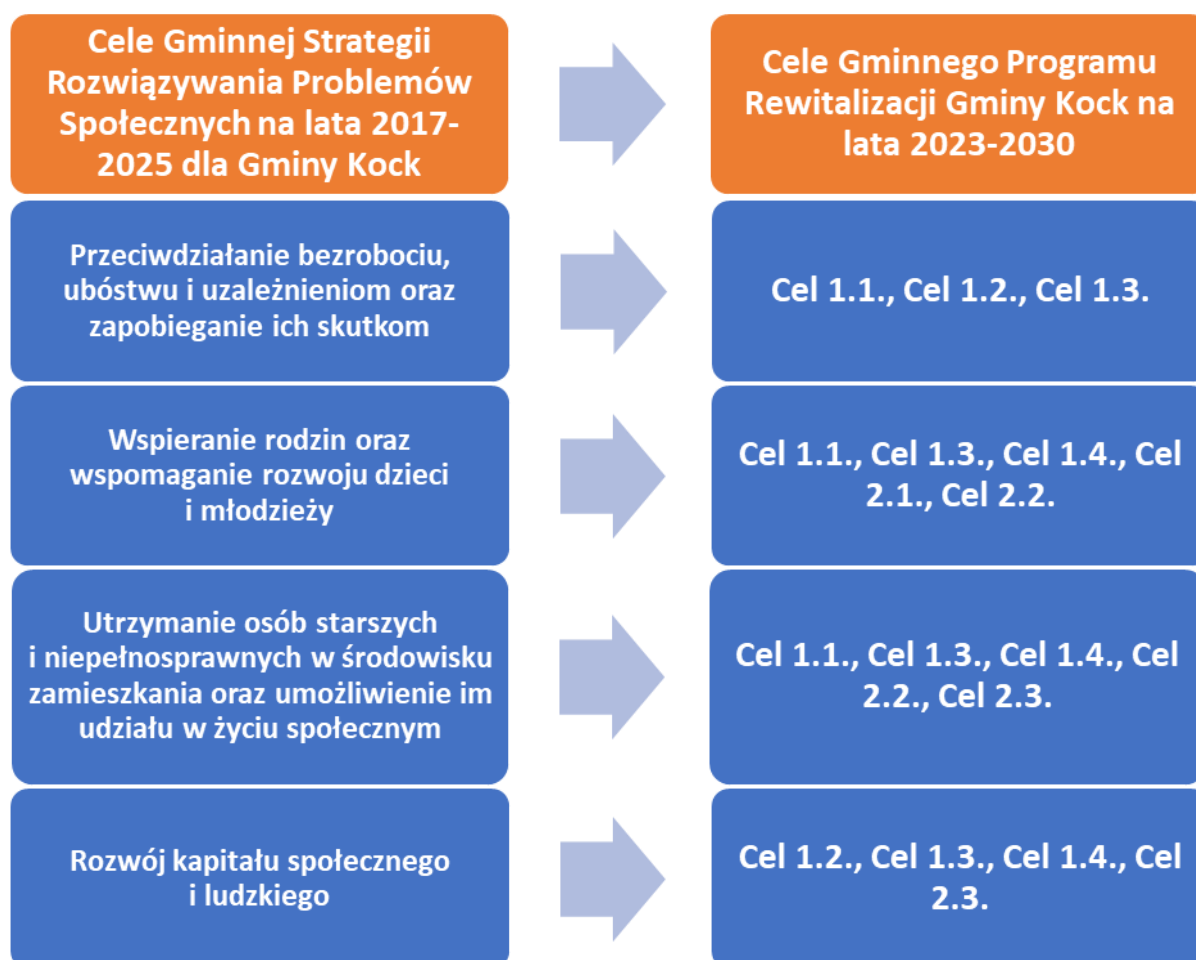 Cele Gminnej Strategii
Rozwiązywania Problemów
Społecznych na lata 2017-
2025 dla Gminy Kock
Cele Gminnego Programu
Rewitalizacji Gminy Kock na
lata 2023-2030
Przeciwdziałanie bezrobociu,
ubóstwu i uzależnieniom oraz
zapobieganie ich skutkom
Cel 1.1., Cel 1.2., Cel 1.3.
Wspieranie rodzin oraz
wspomaganie rozwoju dzieci
i młodzieży
Cel 1.1., Cel 1.3., Cel 1.4., Cel
2.1., Cel 2.2.
Utrzymanie osób starszych
i niepełnosprawnych w środowisku
zamieszkania oraz umożliwienie im
udziału w życiu społecznym
Cel 1.1., Cel 1.3., Cel 1.4., Cel
2.2., Cel 2.3.
Rozwój kapitału społecznego
i ludzkiego
Cel 1.2., Cel 1.3., Cel 1.4., Cel
2.3.